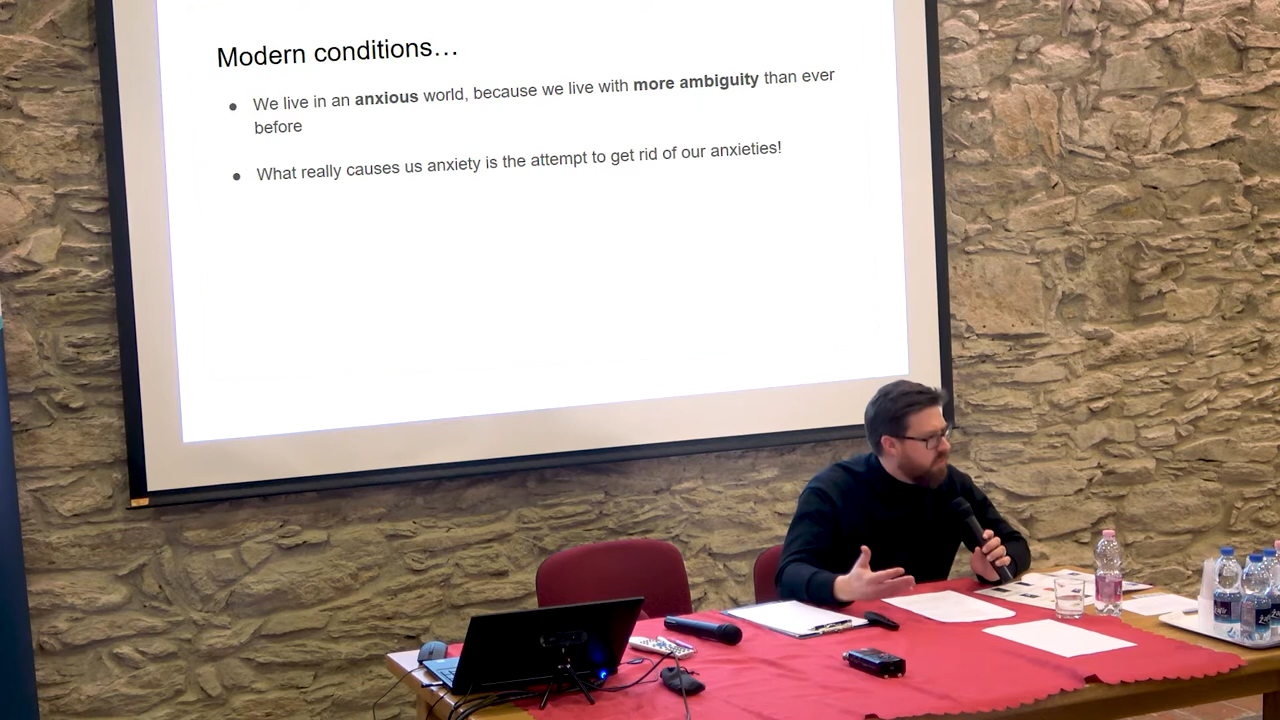 Modern conditions…
● We live in an anxious world, because we live with more ambiguity than ever
before
● What really causes us anxiety is the attempt to get rid of our anxieties!